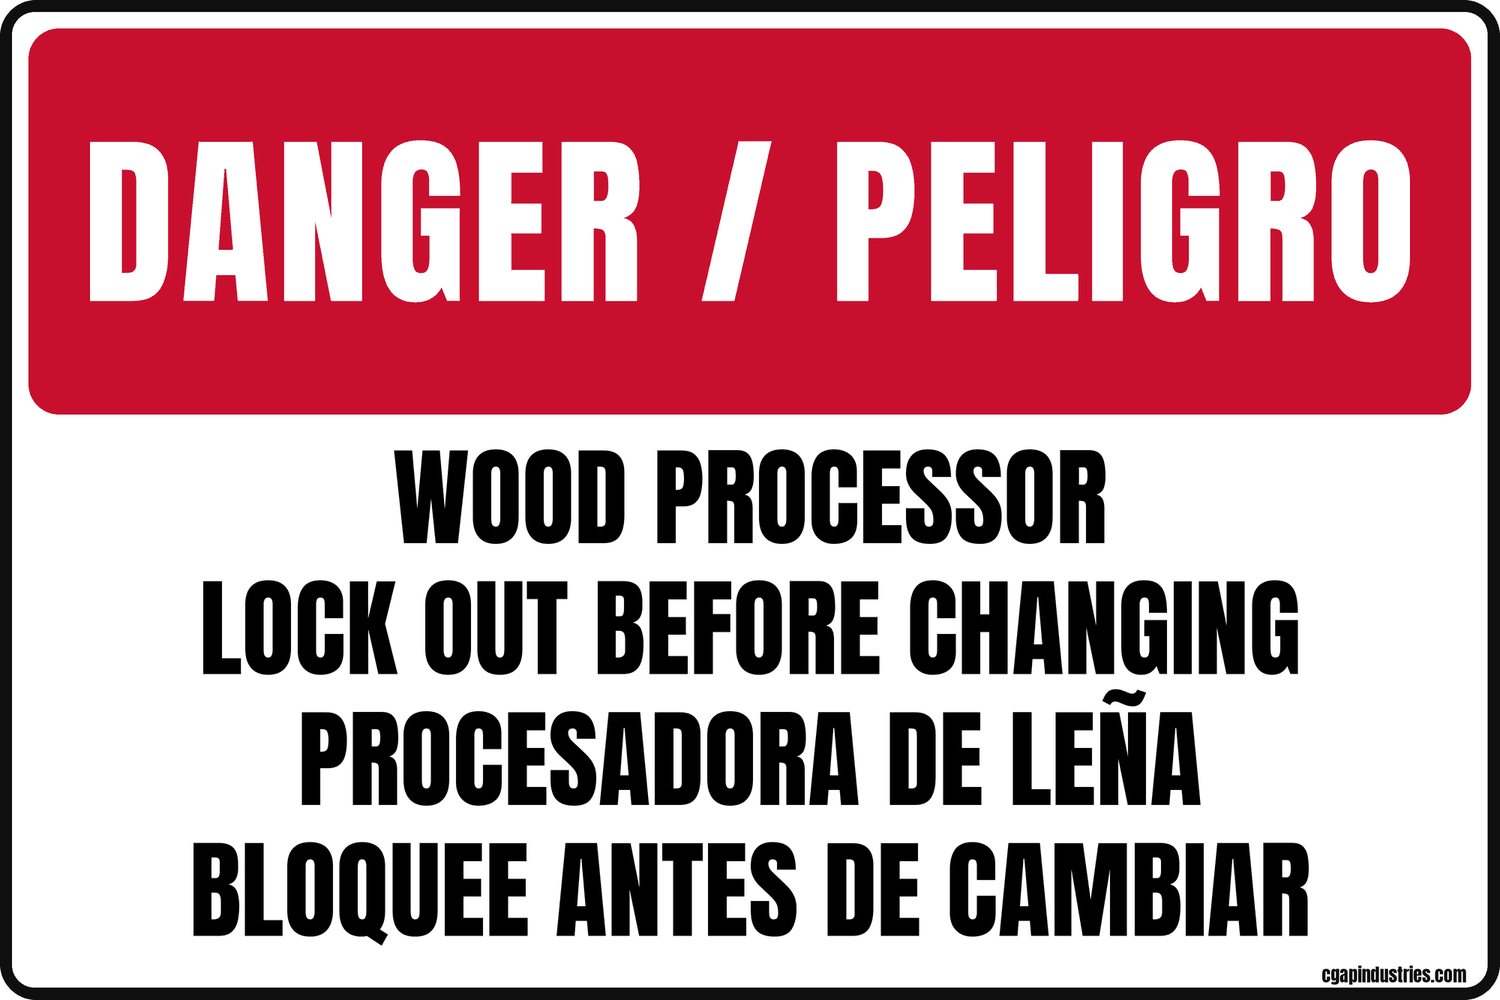 DANGER / PELIGRO
WOOD PROCESSOR
LOCK OUT BEFORE CHANGING
PROCESADORA DE LEÑA
BLOQUEE ANTES DE CAMBIAR
cgapindustries.com